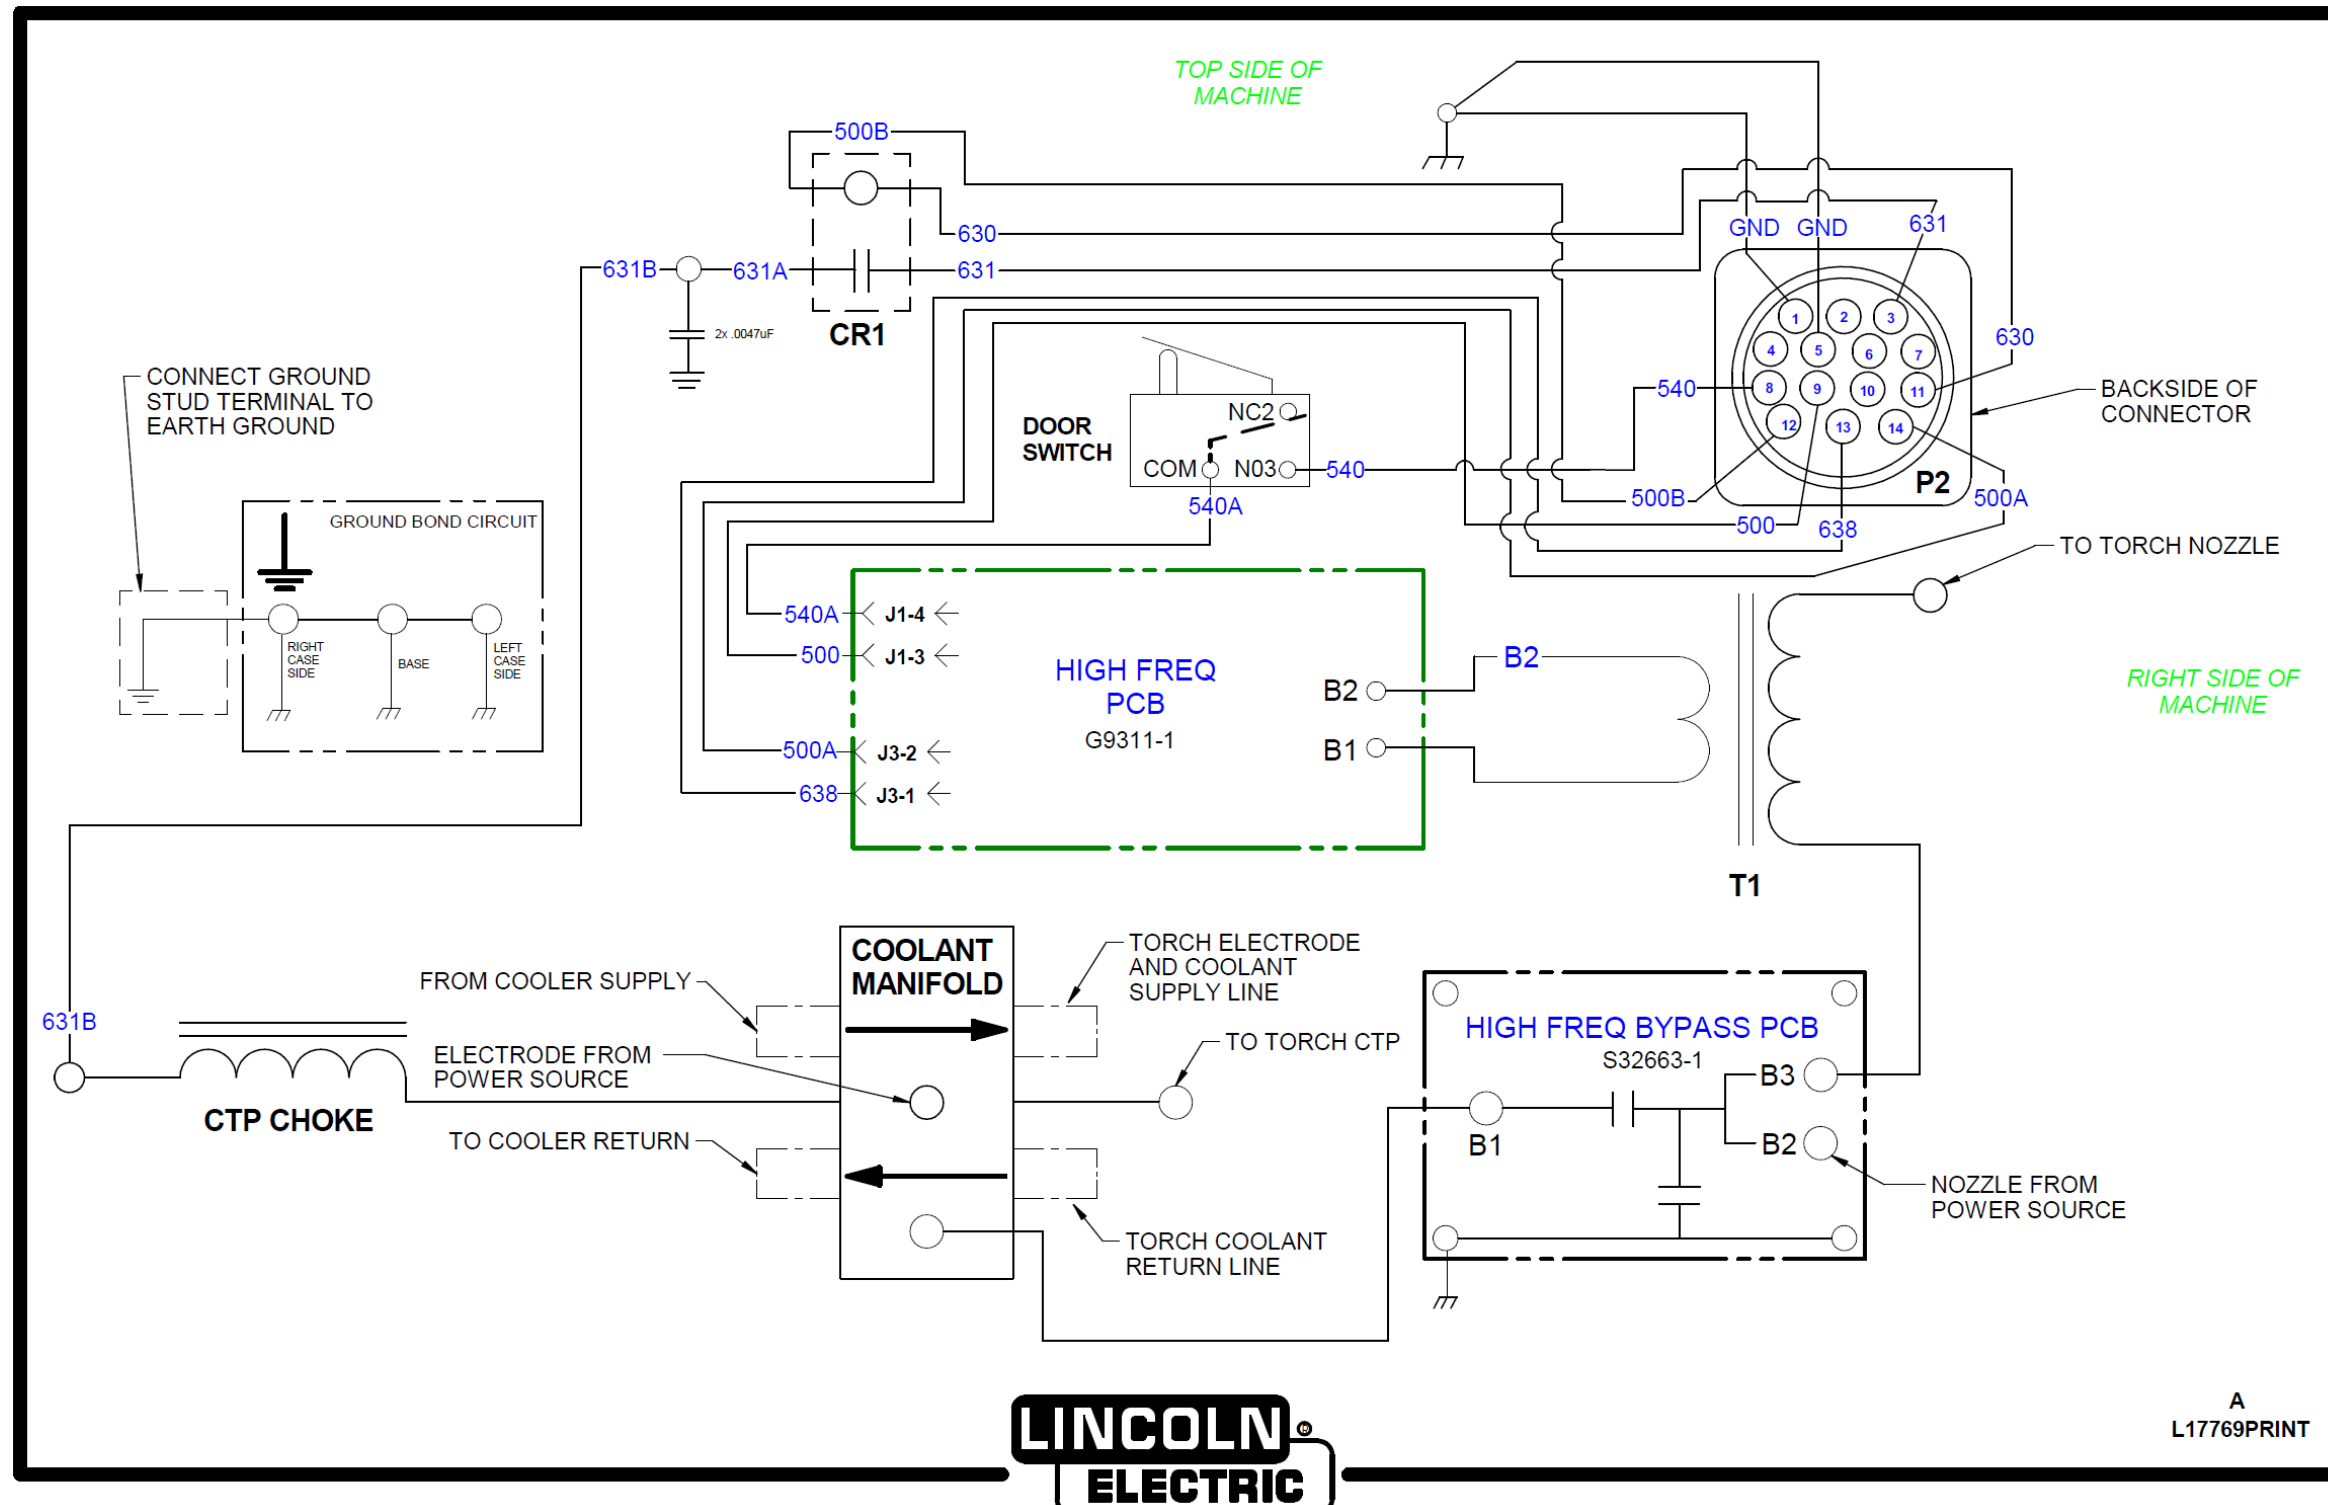 TOP SIDE OF
MACHINE
500B
GND
GND
631
630
631B
631A
631
2x .0047uF
CR1
1
2
3
630
4
5
6
7
CONNECT GROUND
STUD TERMINAL TO
EARTH GROUND
540
8
9
10
11
BACKSIDE OF
CONNECTOR
DOOR
SWITCH
NC2
12
13
14
COM
N03
540
P2
540A
500B
500A
500
638
GROUND BOND CIRCUIT
TO TORCH NOZZLE
RIGHT
CASE
SIDE
BASE
LEFT
CASE
SIDE
540A
J1-4
500
J1-3
HIGH FREQ
PCB
G9311-1
B2
B2
B1
500A
J3-2
638
J3-1
RIGHT SIDE OF
MACHINE
T1
COOLANT
MANIFOLD
FROM COOLER SUPPLY
TORCH ELECTRODE
AND COOLANT
SUPPLY LINE
631B
ELECTRODE FROM
POWER SOURCE
TO TORCH CTP
CTP CHOKE
TO COOLER RETURN
TORCH COOLANT
RETURN LINE
HIGH FREQ BYPASS PCB
S32663-1
B3
B1
B2
NOZZLE FROM
POWER SOURCE
A
L17769PRINT
LINCOLN ®
ELECTRIC